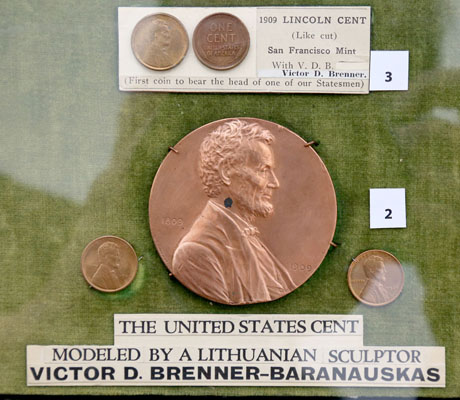 1909 LINCOLN CENT
(Like cut)
San Francisco Mint
With V. D. B.
Victor D. Brenner.
(First coin to bear the head of one of our Statesmen)
ONE
CENT
3
1809
1909
2
THE UNITED STATES CENT
MODELED BY A LITHUANIAN SCULPTOR
VICTOR D. BRENNER-BARANAUSKAS